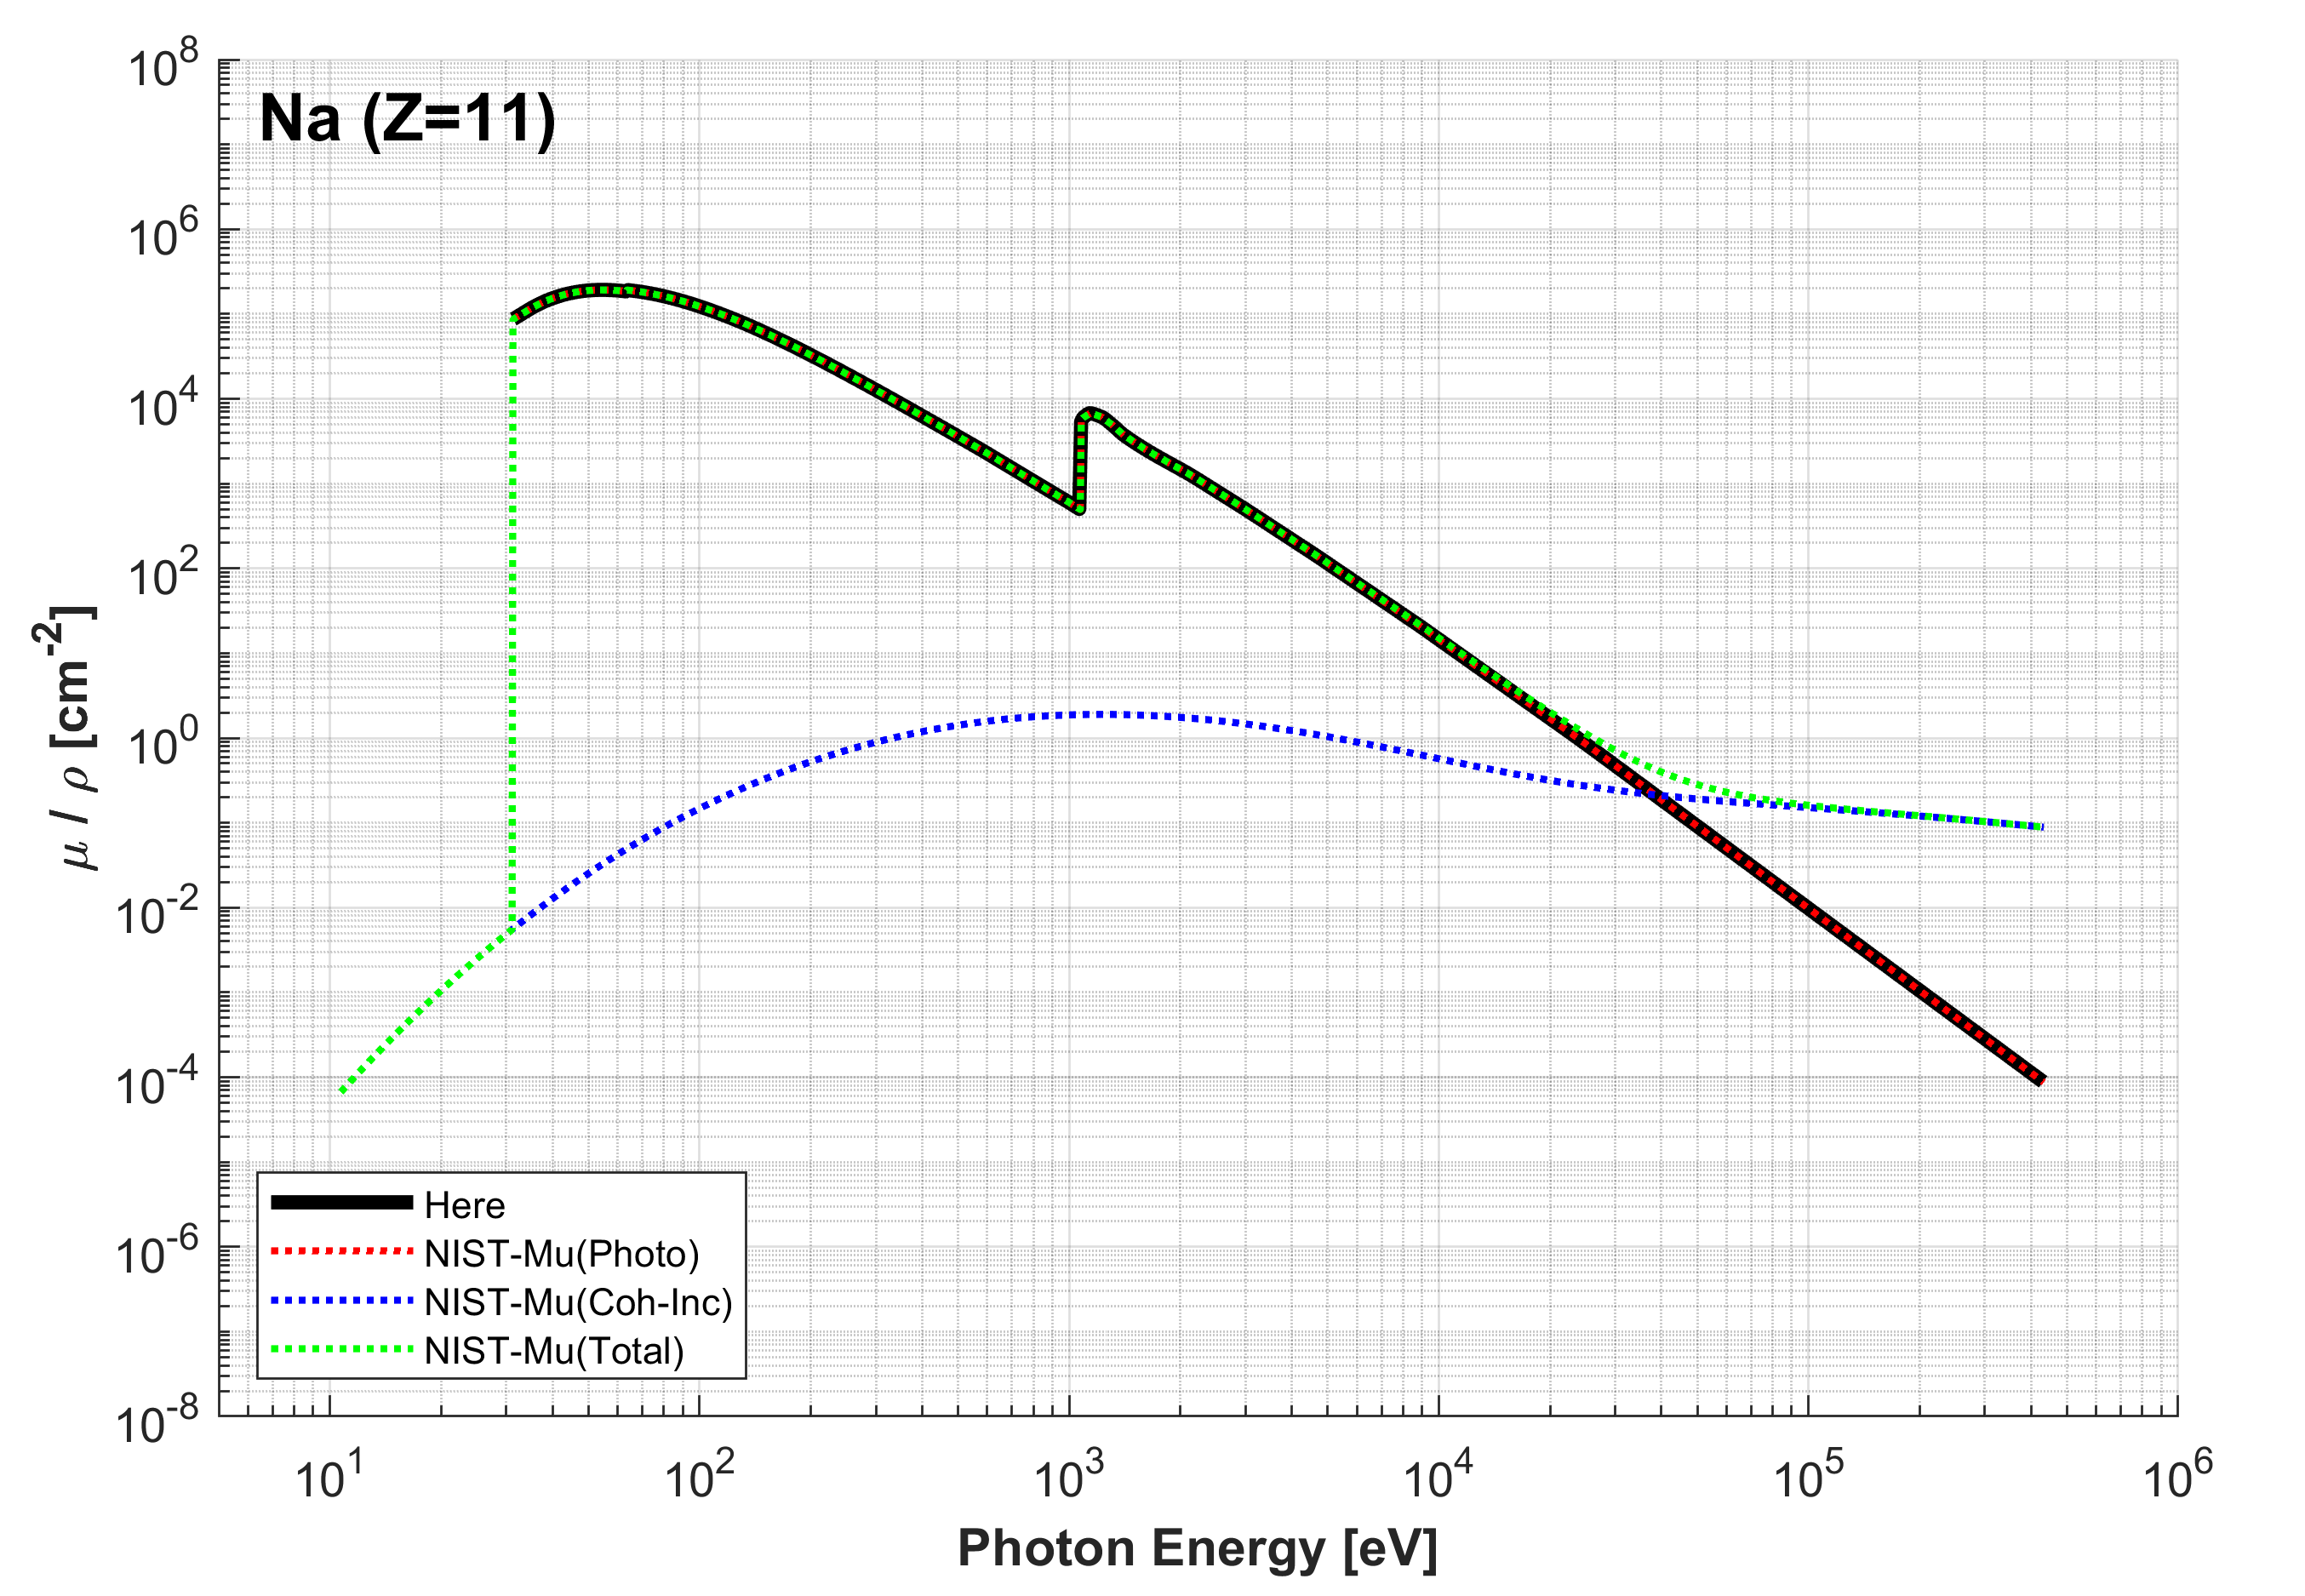 Na (Z=11)
10^8
10^6
10^4
10^2
10^0
10^-2
10^-4
10^-6
10^-8
μ / ρ [cm^-2]
Here
NIST-Mu(Photo)
NIST-Mu(Coh-Inc)
NIST-Mu(Total)
10^1 10^2 10^3 10^4 10^5 10^6
Photon Energy [eV]